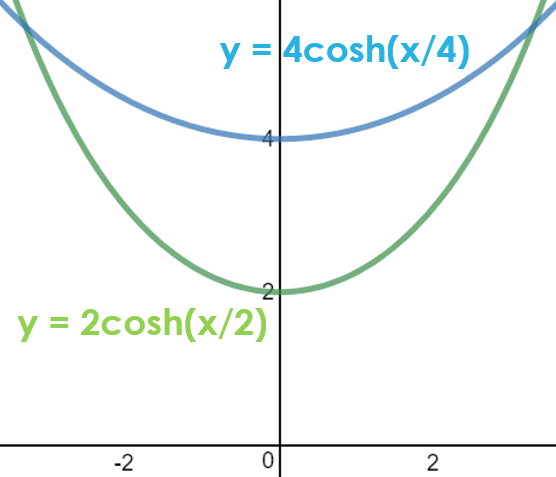 y = 4cosh(x/4)
4
2
y = 2cosh(x/2)
-2 0 2